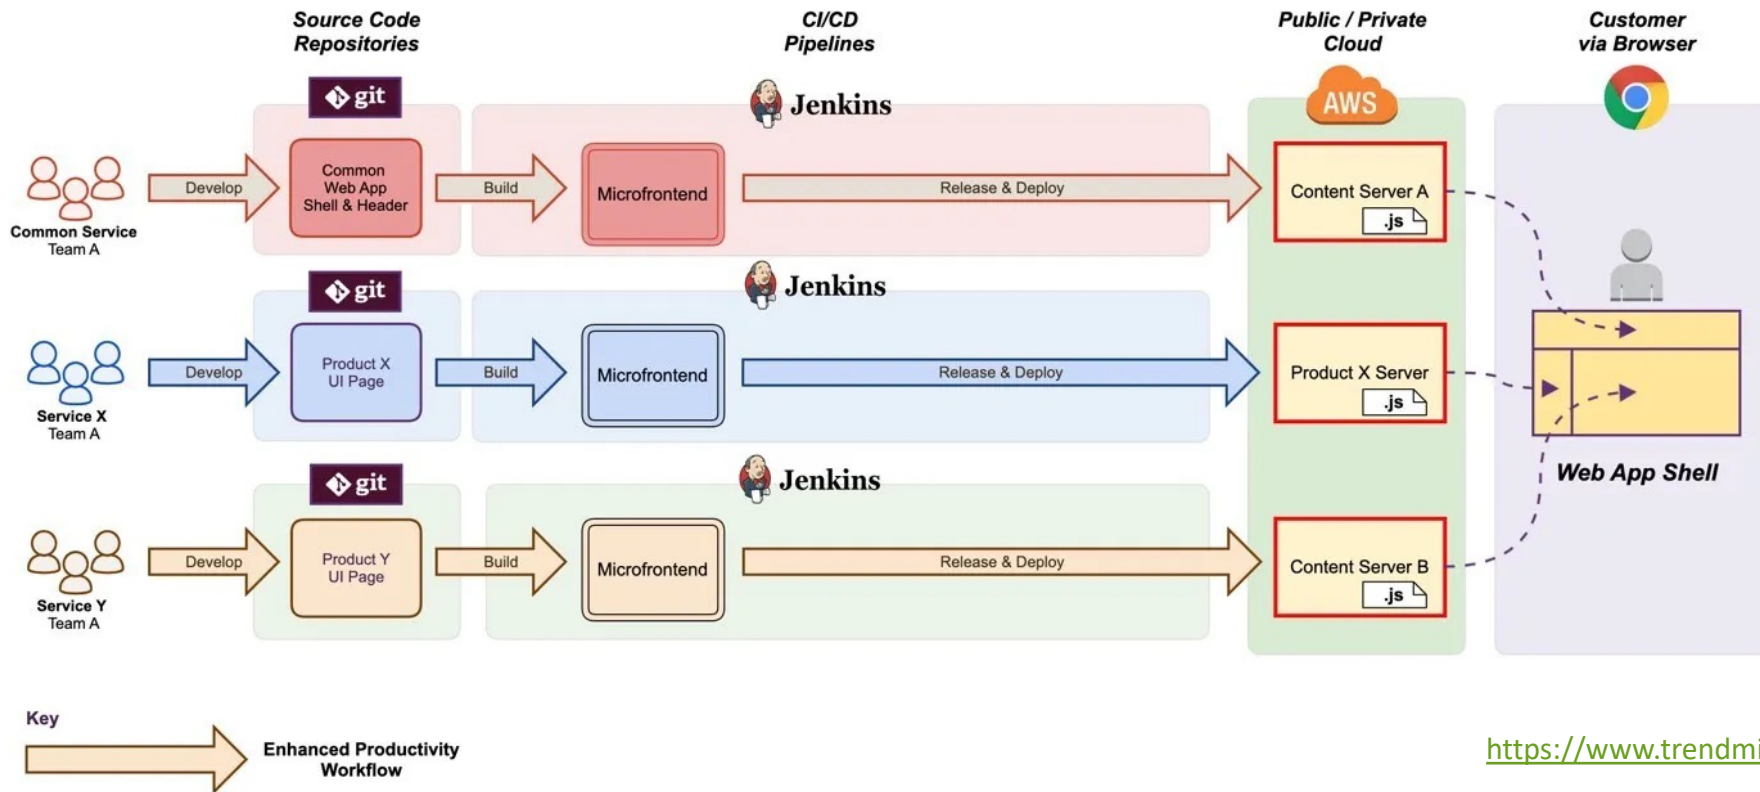 Source Code
Repositories
CI/CD
Pipelines
Public / Private
Cloud
Customer
via Browser
git
Jenkins
AWS
Common Service
Team A
Develop
Common
Web App
Shell & Header
Build
Microfrontend
Release & Deploy
Content Server A
.js
git
Jenkins
Service X
Team A
Develop
Product X
UI Page
Build
Microfrontend
Release & Deploy
Product X Server
.js
Web App Shell
git
Jenkins
Service Y
Team A
Develop
Product Y
UI Page
Build
Microfrontend
Release & Deploy
Content Server B
.js
Key
Enhanced Productivity
Workflow
https://www.trendmi